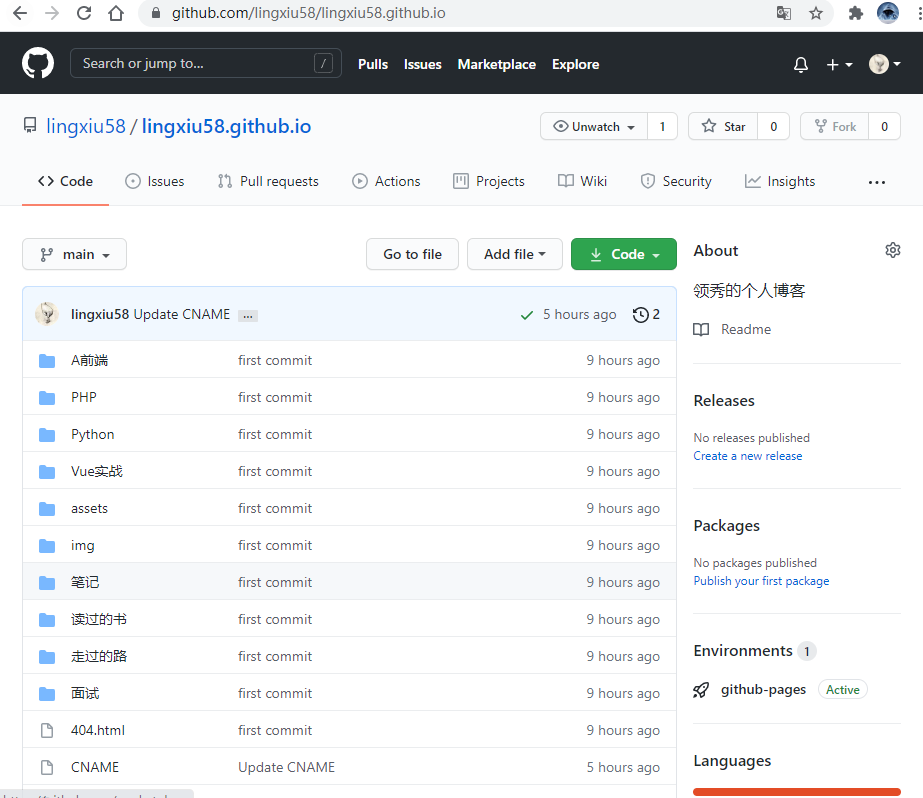 github.com/lingxiu58/lingxiu58.github.io
Search or jump to... / Pulls Issues Marketplace Explore
lingxiu58 / lingxiu58.github.io Unwatch 1 Star 0 Fork 0
Code Issues Pull requests Actions Projects Wiki Security Insights ...
main Go to file Add file Code
lingxiu58 Update CNAME ... 5 hours ago 2
A前端 first commit 9 hours ago
PHP first commit 9 hours ago
Python first commit 9 hours ago
Vue实战 first commit 9 hours ago
assets first commit 9 hours ago
img first commit 9 hours ago
笔记 first commit 9 hours ago
读过的书 first commit 9 hours ago
走过的路 first commit 9 hours ago
面试 first commit 9 hours ago
404.html first commit 9 hours ago
CNAME Update CNAME 5 hours ago
About
领秀的个人博客
Readme
Releases
No releases published
Create a new release
Packages
No packages published
Publish your first package
Environments 1
github-pages Active
Languages